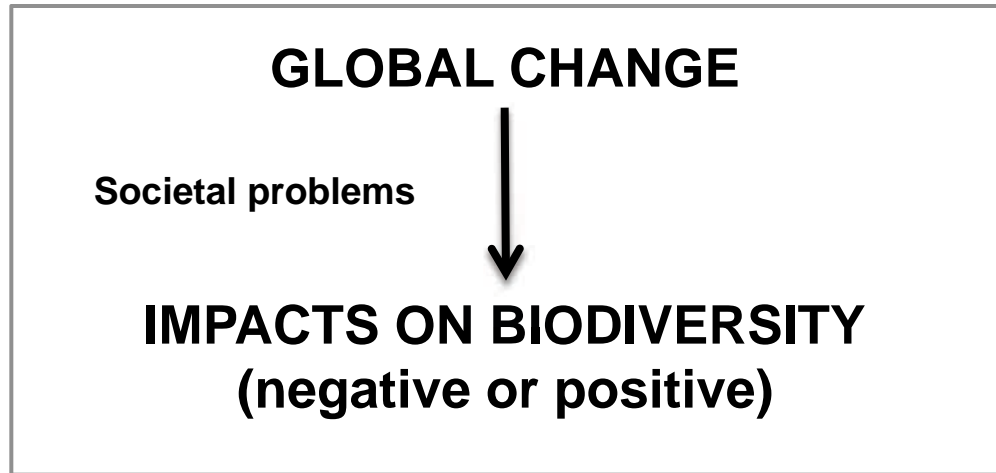 GLOBAL CHANGE
Societal problems
IMPACTS ON BIODIVERSITY
(negative or positive)